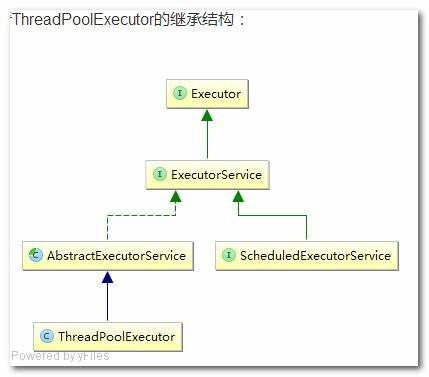 ThreadPoolExecutor的继承结构：
I Executor
I ExecutorService
C AbstractExecutorService
I ScheduledExecutorService
C ThreadPoolExecutor
Powered by yFiles